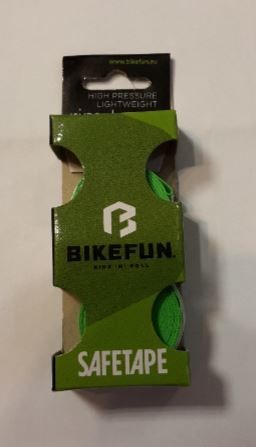 www.bikefun.eu
HIGH PRESSURE
LIGHTWEIGHT
BIKEFUN.
RIDE 'N' ROLL
SAFETAPE